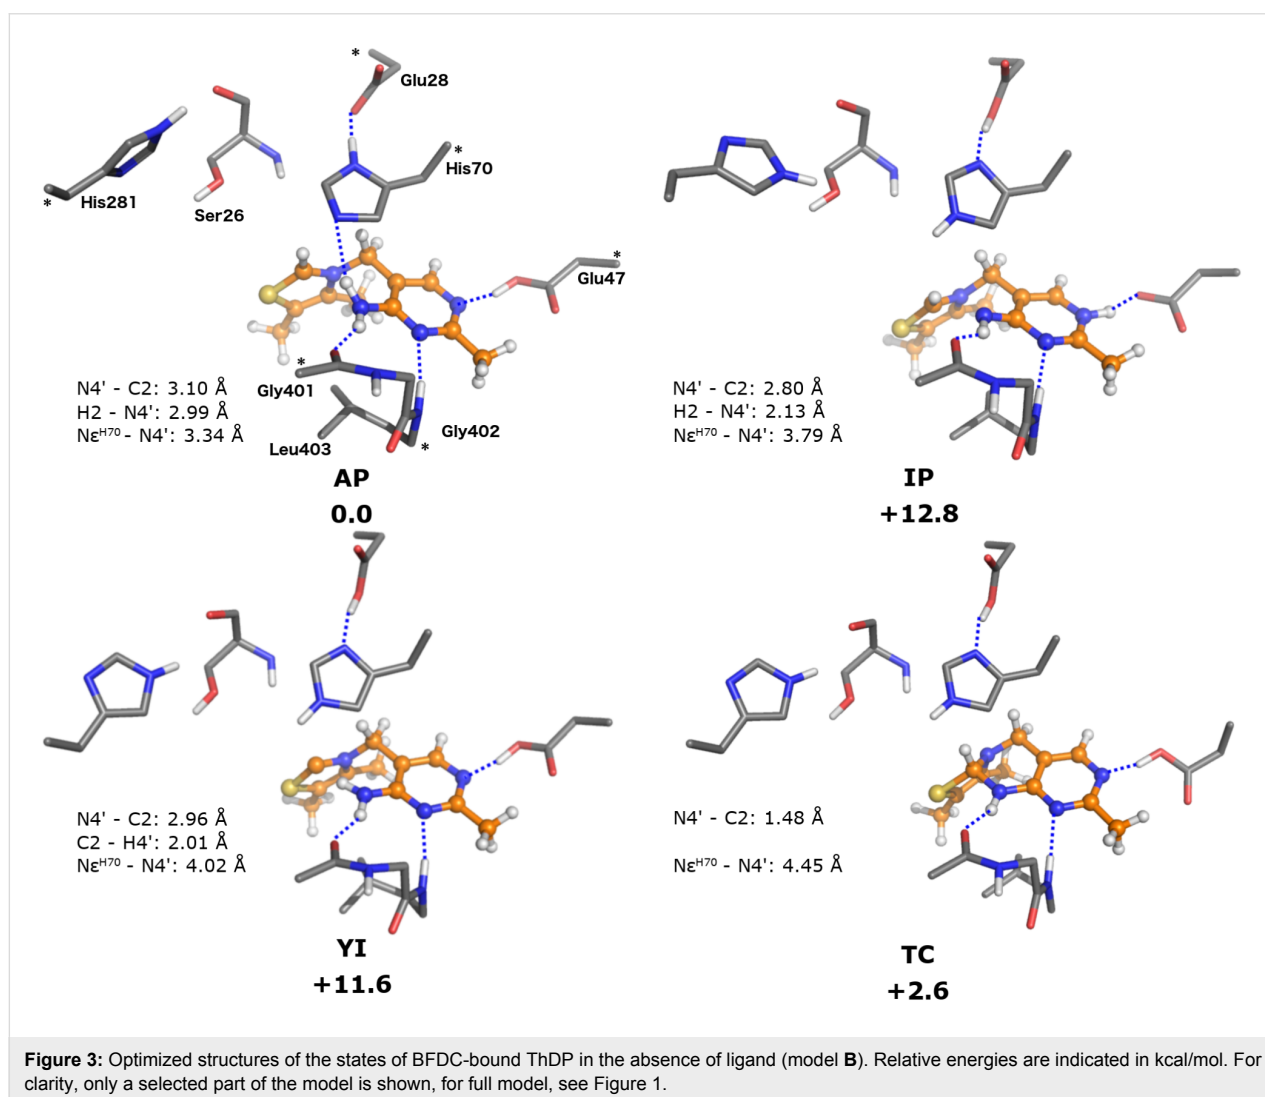 *
Glu28
*
His70
His281
*
Ser26
*
Glu47
*
Gly401
N4' - C2: 3.10 Å
H2 - N4': 2.99 Å
Nε^H70 - N4': 3.34 Å
Gly402
Leu403
*
AP
0.0
N4' - C2: 2.80 Å
H2 - N4': 2.13 Å
Nε^H70 - N4': 3.79 Å
IP
+12.8
N4' - C2: 2.96 Å
C2 - H4': 2.01 Å
Nε^H70 - N4': 4.02 Å
YI
+11.6
N4' - C2: 1.48 Å
Nε^H70 - N4': 4.45 Å
TC
+2.6
Figure 3: Optimized structures of the states of BFDC-bound ThDP in the absence of ligand (model B). Relative energies are indicated in kcal/mol. For
clarity, only a selected part of the model is shown, for full model, see Figure 1.